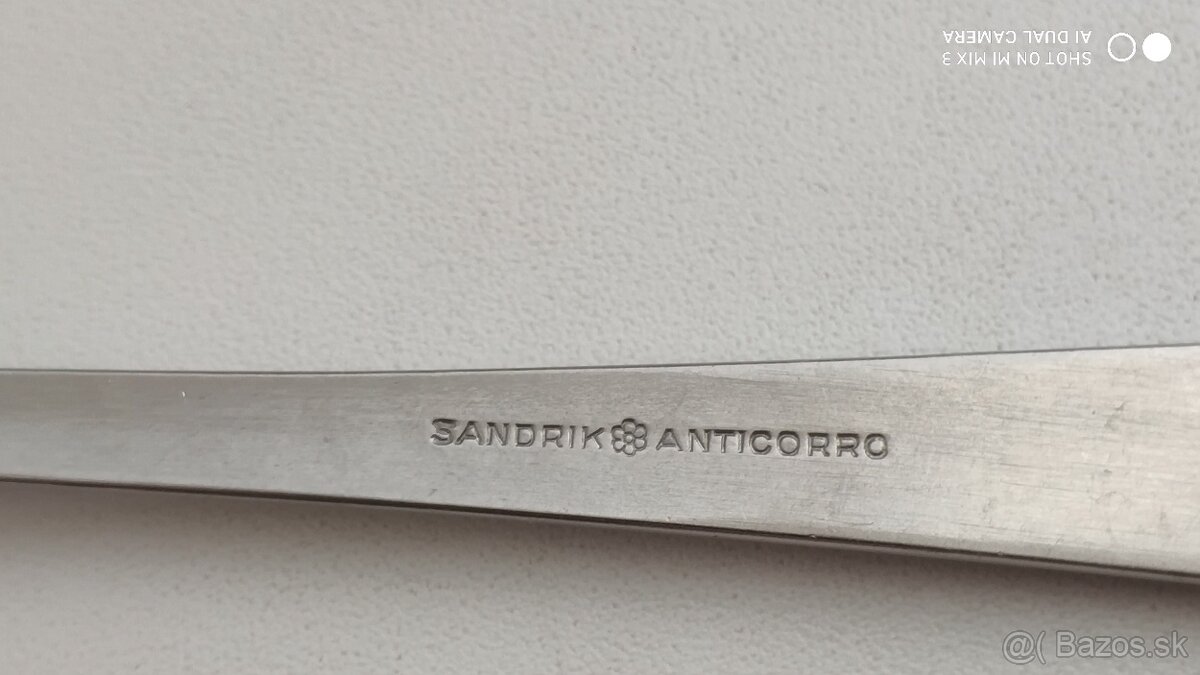 SHOT ON MI MIX 3
AI DUAL CAMERA
SANDRIK ANTICORRO
@( Bazos.sk